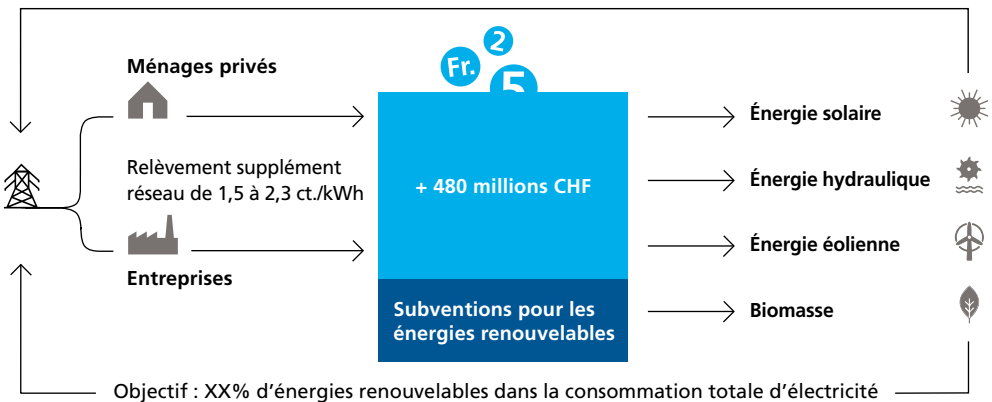 2
Fr.
5
Ménages privés
Énergie solaire
Relèvement supplément
réseau de 1,5 à 2,3 ct./kWh
+ 480 millions CHF
Énergie hydraulique
Énergie éolienne
Entreprises
Subventions pour les
énergies renouvelables
Biomasse
Objectif : XX% d’énergies renouvelables dans la consommation totale d’électricité